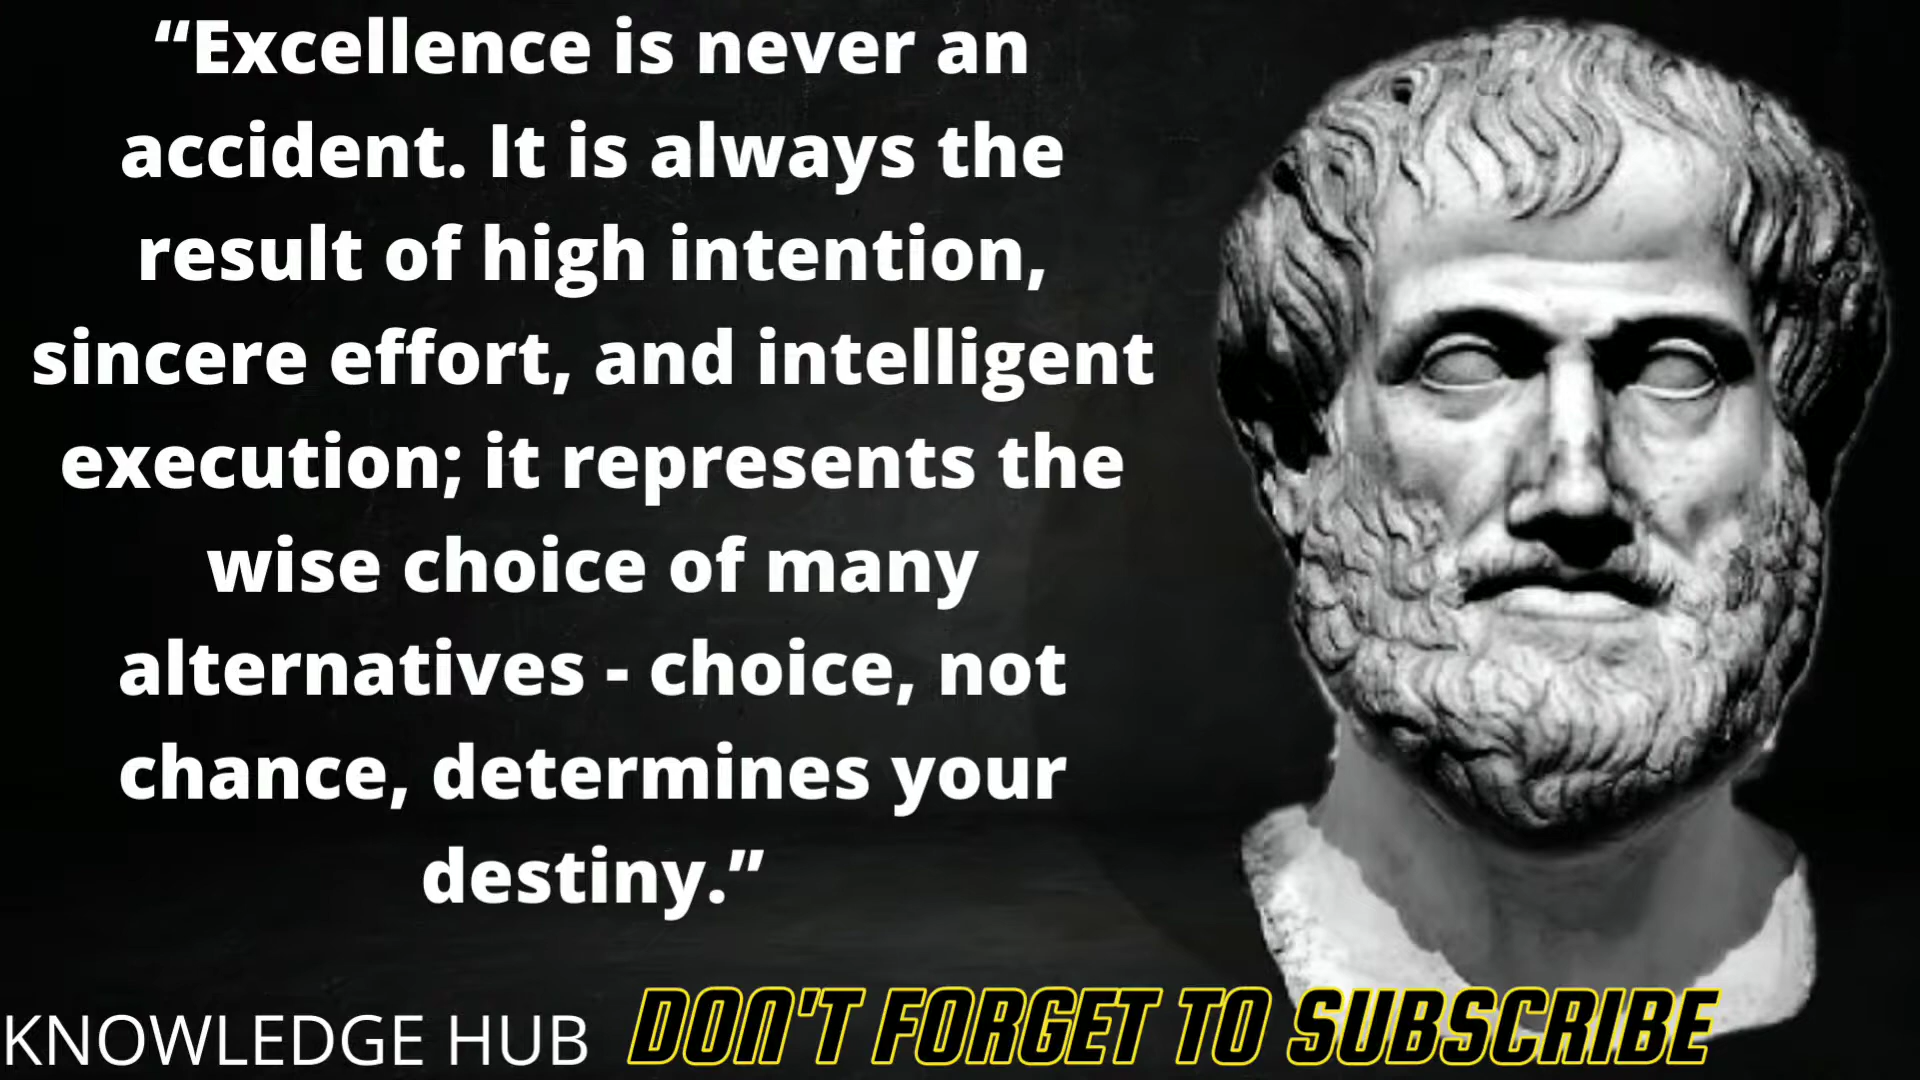 “Excellence is never an
accident. It is always the
result of high intention,
sincere effort, and intelligent
execution; it represents the
wise choice of many
alternatives - choice, not
chance, determines your
destiny.”
KNOWLEDGE HUB
DON'T FORGET TO SUBSCRIBE